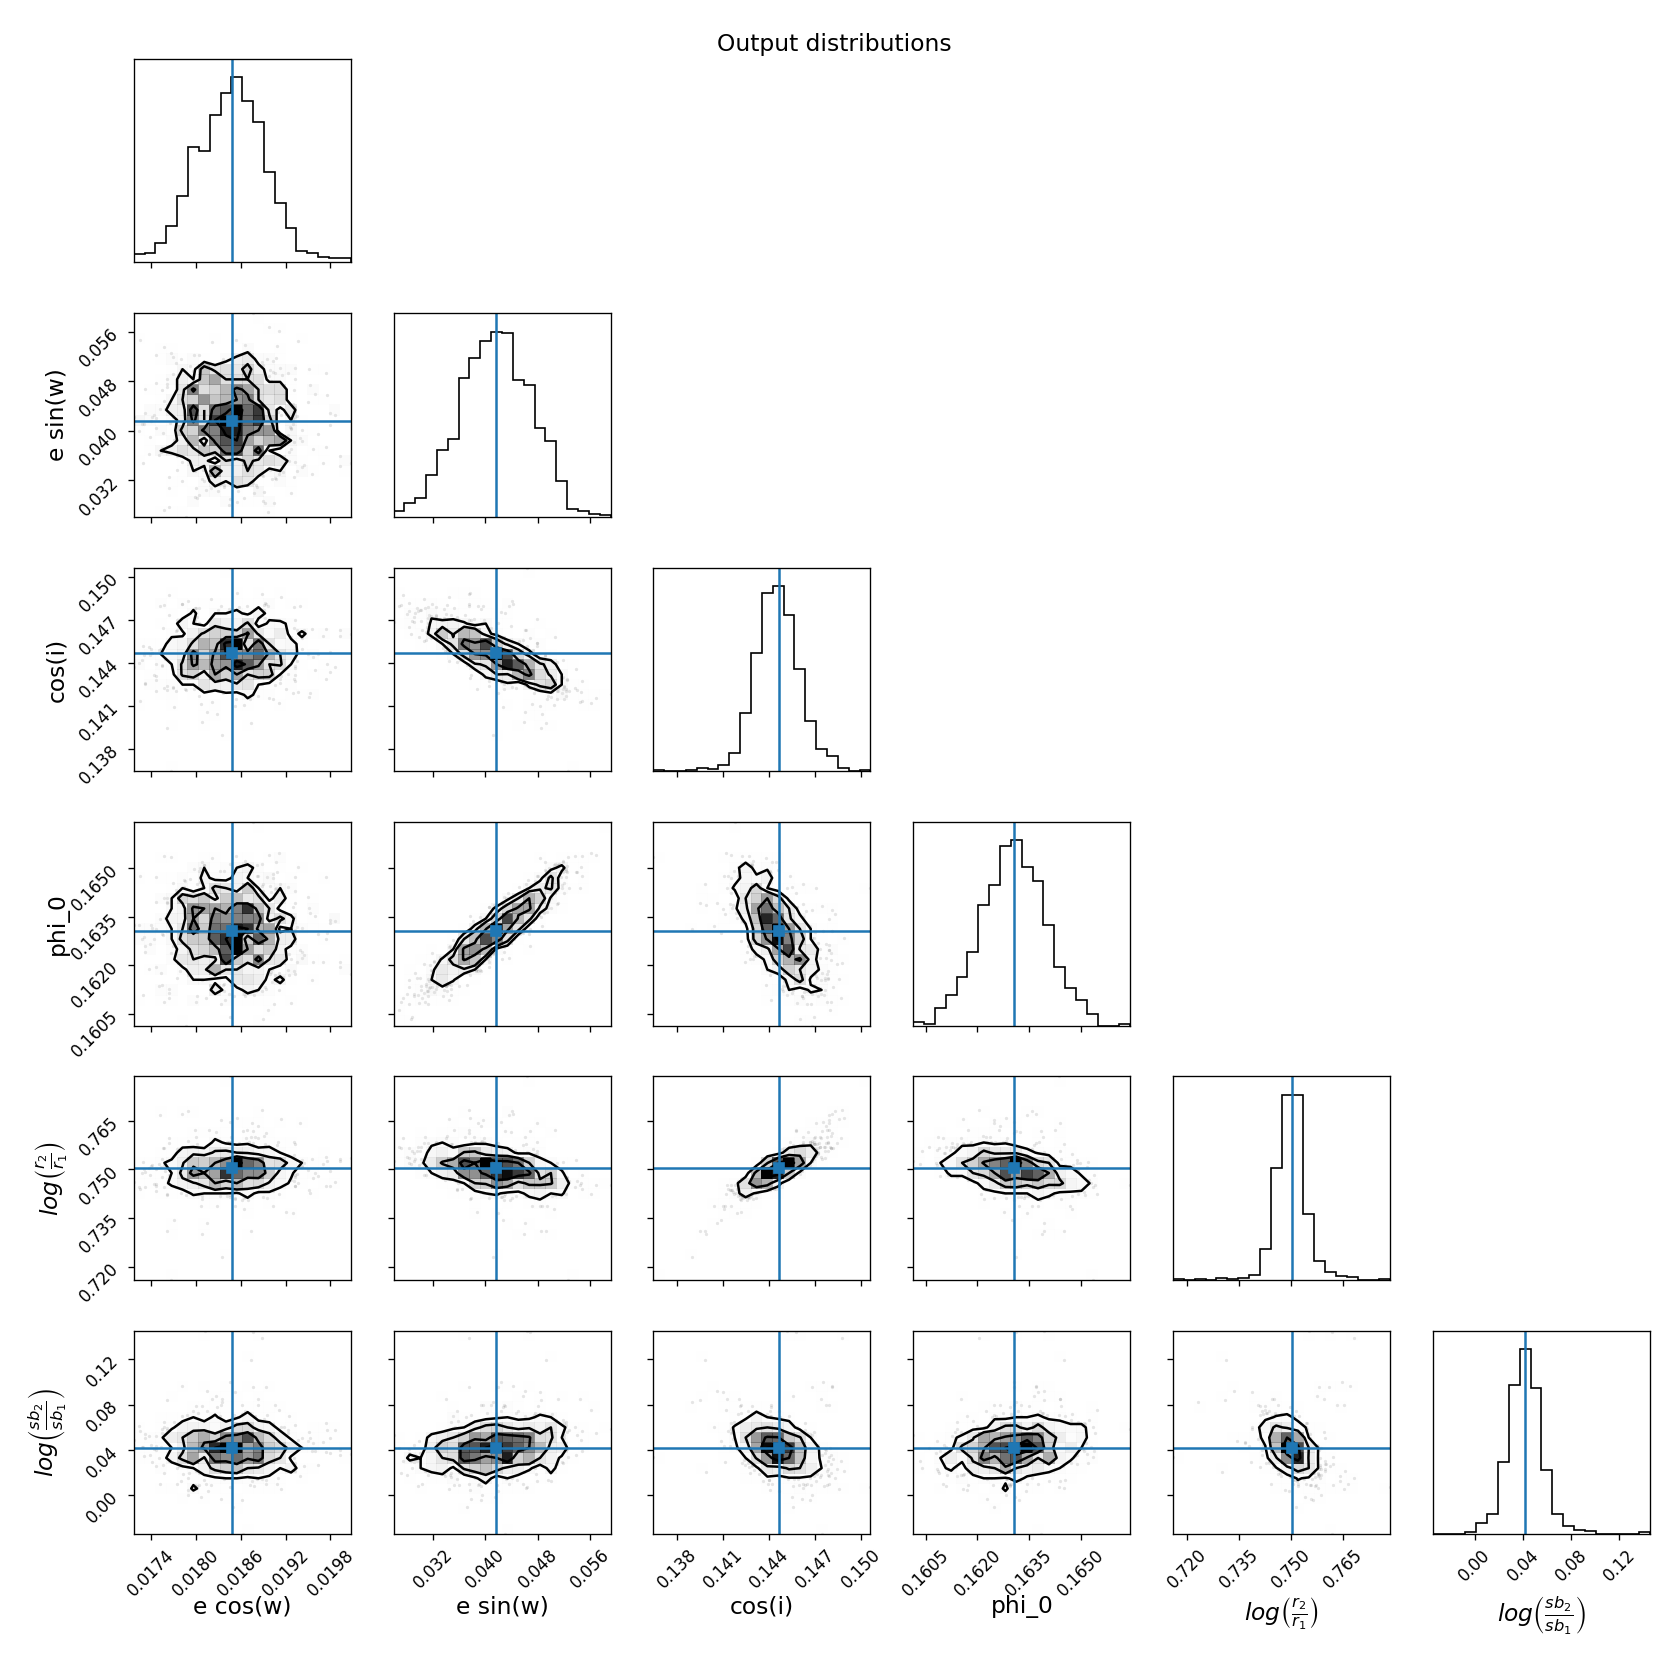 Output distributions
e sin(w)
0.056
0.048
0.040
0.032
cos(i)
0.150
0.147
0.144
0.141
0.138
phi_0
0.1650
0.1635
0.1620
0.1605
log(r2/r1)
0.765
0.750
0.735
0.720
log(sb2/sb1)
0.12
0.08
0.04
0.00
0.0174 0.0180 0.0186 0.0192 0.0198
e cos(w)
0.032 0.040 0.048 0.056
e sin(w)
0.138 0.141 0.144 0.147 0.150
cos(i)
0.1605 0.1620 0.1635 0.1650
phi_0
0.720 0.735 0.750 0.765
log(r2/r1)
0.00 0.04 0.08 0.12
log(sb2/sb1)